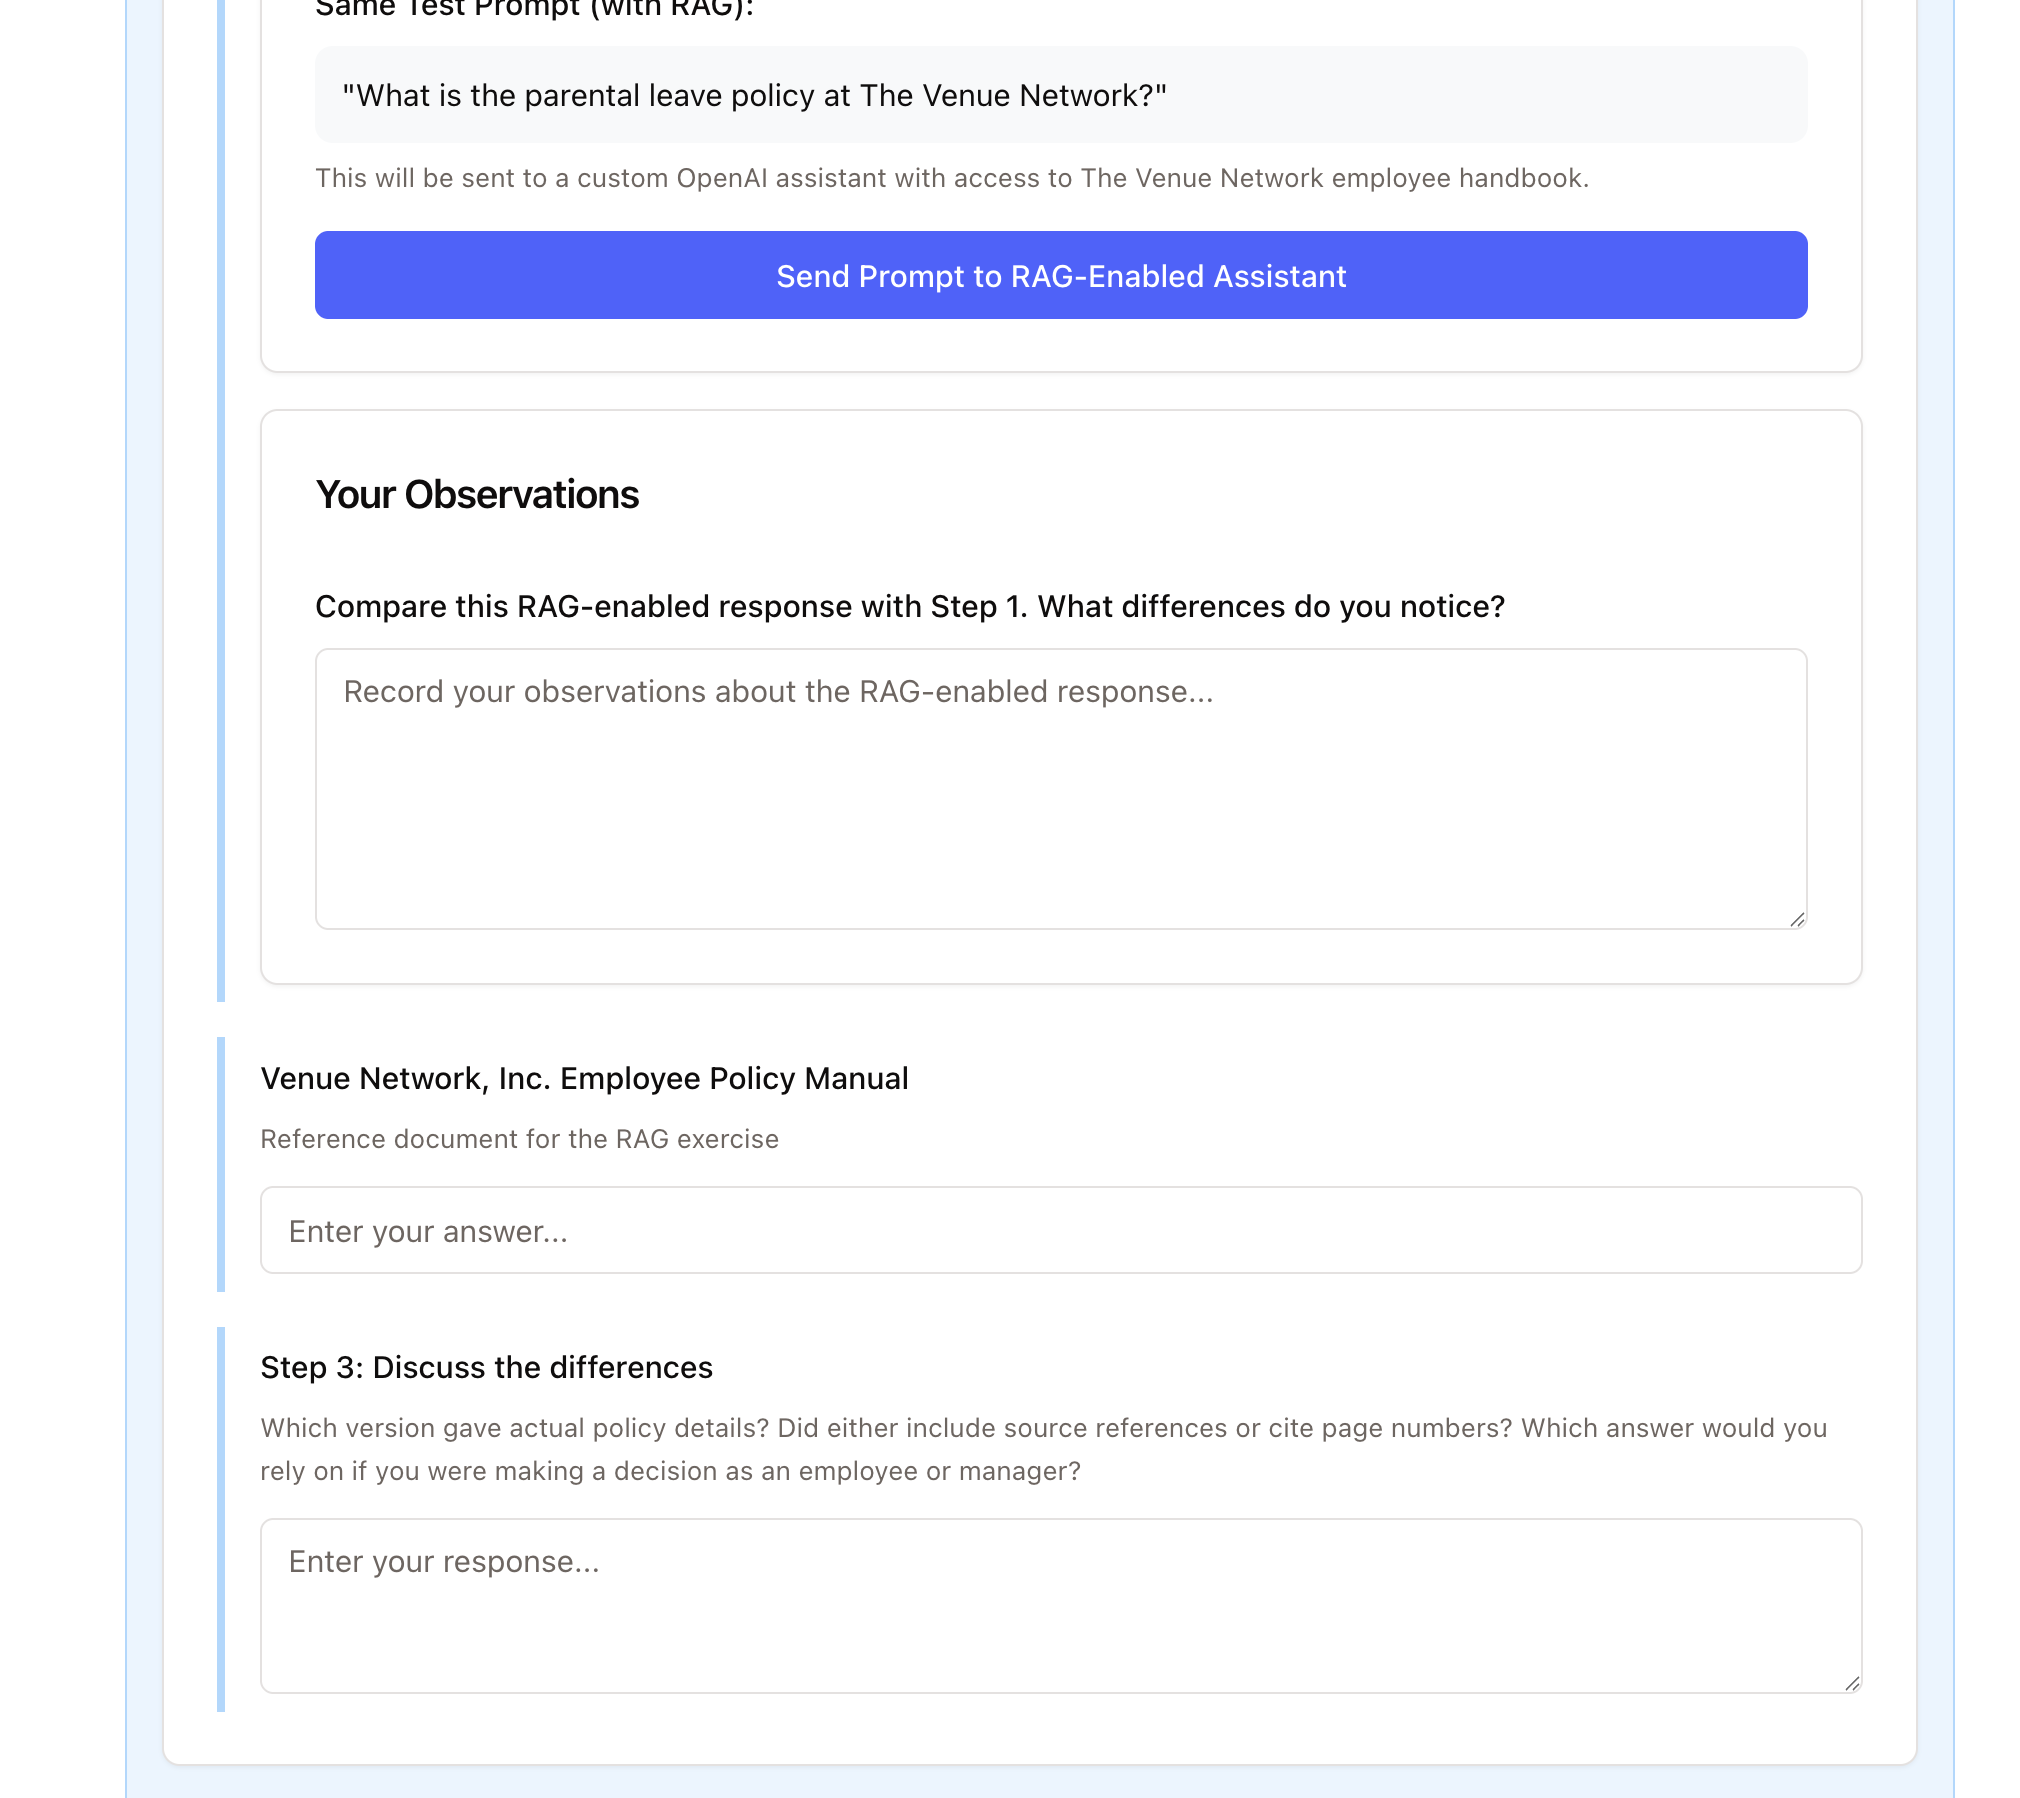 Same Test Prompt (with RAG):
"What is the parental leave policy at The Venue Network?"
This will be sent to a custom OpenAI assistant with access to The Venue Network employee handbook.
Send Prompt to RAG-Enabled Assistant
Your Observations
Compare this RAG-enabled response with Step 1. What differences do you notice?
Record your observations about the RAG-enabled response...
Venue Network, Inc. Employee Policy Manual
Reference document for the RAG exercise
Enter your answer...
Step 3: Discuss the differences
Which version gave actual policy details? Did either include source references or cite page numbers? Which answer would you
rely on if you were making a decision as an employee or manager?
Enter your response...